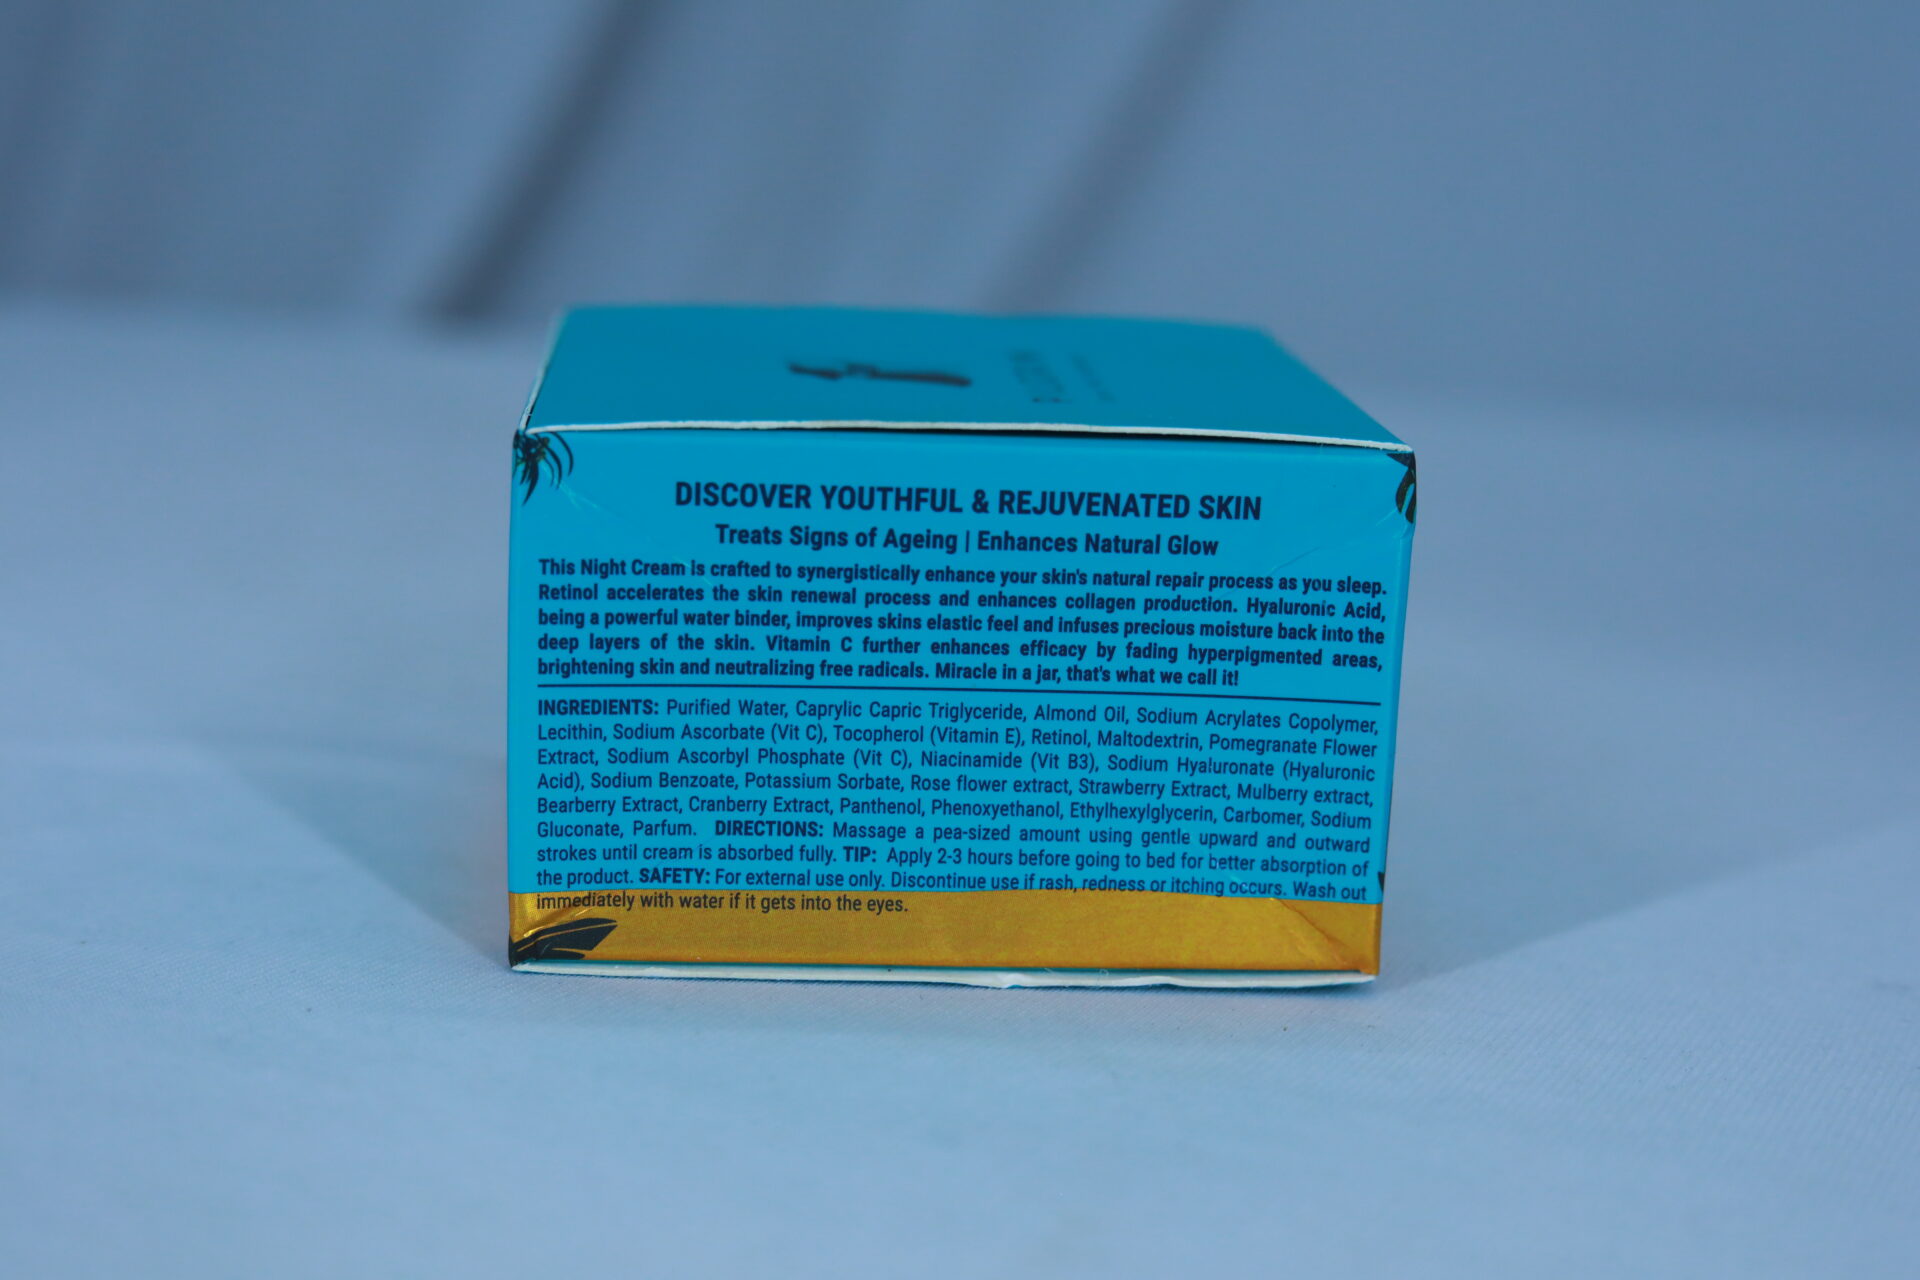 DISCOVER YOUTHFUL & REJUVENATED SKIN
Treats Signs of Ageing | Enhances Natural Glow
This Night Cream is crafted to synergistically enhance your skin's natural repair process as you sleep.
Retinol accelerates the skin renewal process and enhances collagen production. Hyaluronic Acid,
being a powerful water binder, improves skins elastic feel and infuses precious moisture back into the
deep layers of the skin. Vitamin C further enhances efficacy by fading hyperpigmented areas,
brightening skin and neutralizing free radicals. Miracle in a jar, that's what we call it!
INGREDIENTS: Purified Water, Caprylic Capric Triglyceride, Almond Oil, Sodium Acrylates Copolymer,
Lecithin, Sodium Ascorbate (Vit C), Tocopherol (Vitamin E), Retinol, Maltodextrin, Pomegranate Flower
Extract, Sodium Ascorbyl Phosphate (Vit C), Niacinamide (Vit B3), Sodium Hyaluronate (Hyaluronic
Acid), Sodium Benzoate, Potassium Sorbate, Rose flower extract, Strawberry Extract, Mulberry extract,
Bearberry Extract, Cranberry Extract, Panthenol, Phenoxyethanol, Ethylhexylglycerin, Carbomer, Sodium
Gluconate, Parfum. DIRECTIONS: Massage a pea-sized amount using gentle upward and outward
strokes until cream is absorbed fully. TIP: Apply 2-3 hours before going to bed for better absorption of
the product. SAFETY: For external use only. Discontinue use if rash, redness or itching occurs. Wash out
immediately with water if it gets into the eyes.